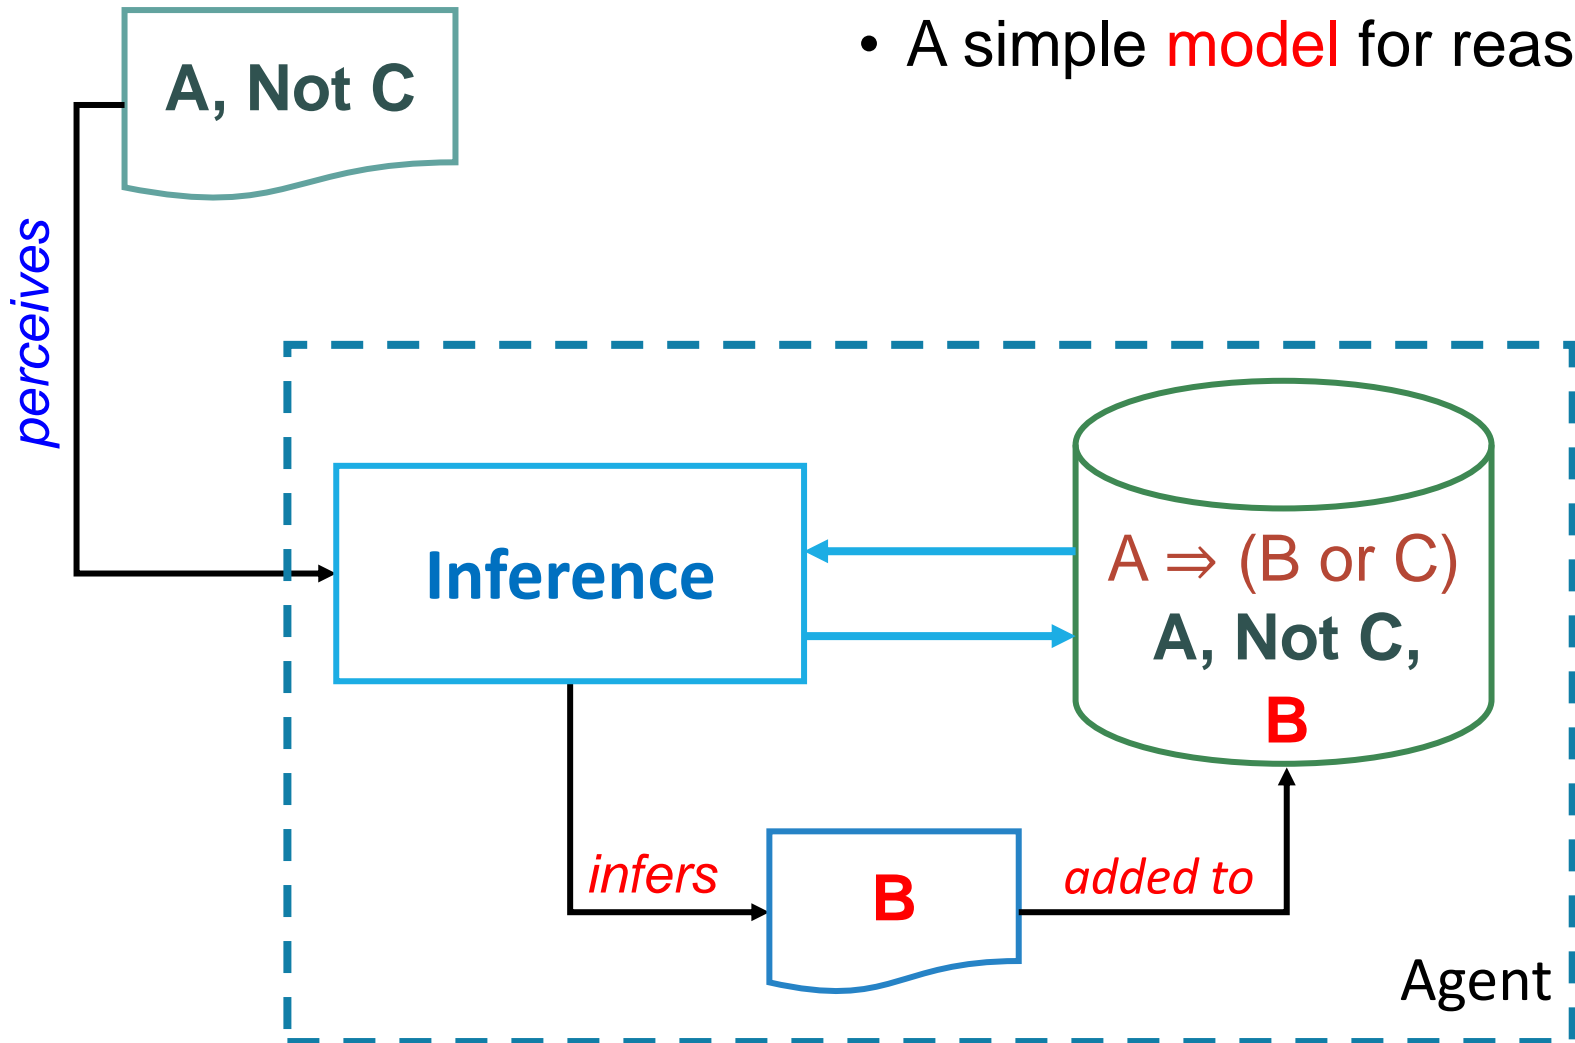 • A simple model for reas
A, Not C
perceives
Inference
A ⇒ (B or C)
A, Not C,
B
infers
B
added to
Agent